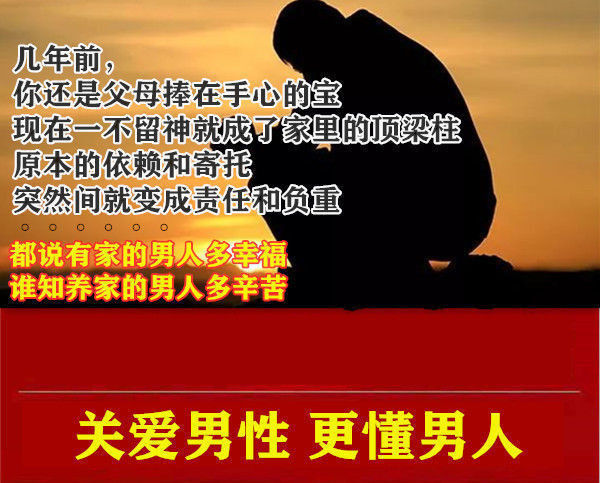 几年前，
你还是父母捧在手心的宝
现在一不留神就成了家里的顶梁柱
原本的依赖和寄托
突然间就变成责任和负重
。。。。。。
都说有家的男人多幸福
谁知养家的男人多辛苦
关爱男性 更懂男人